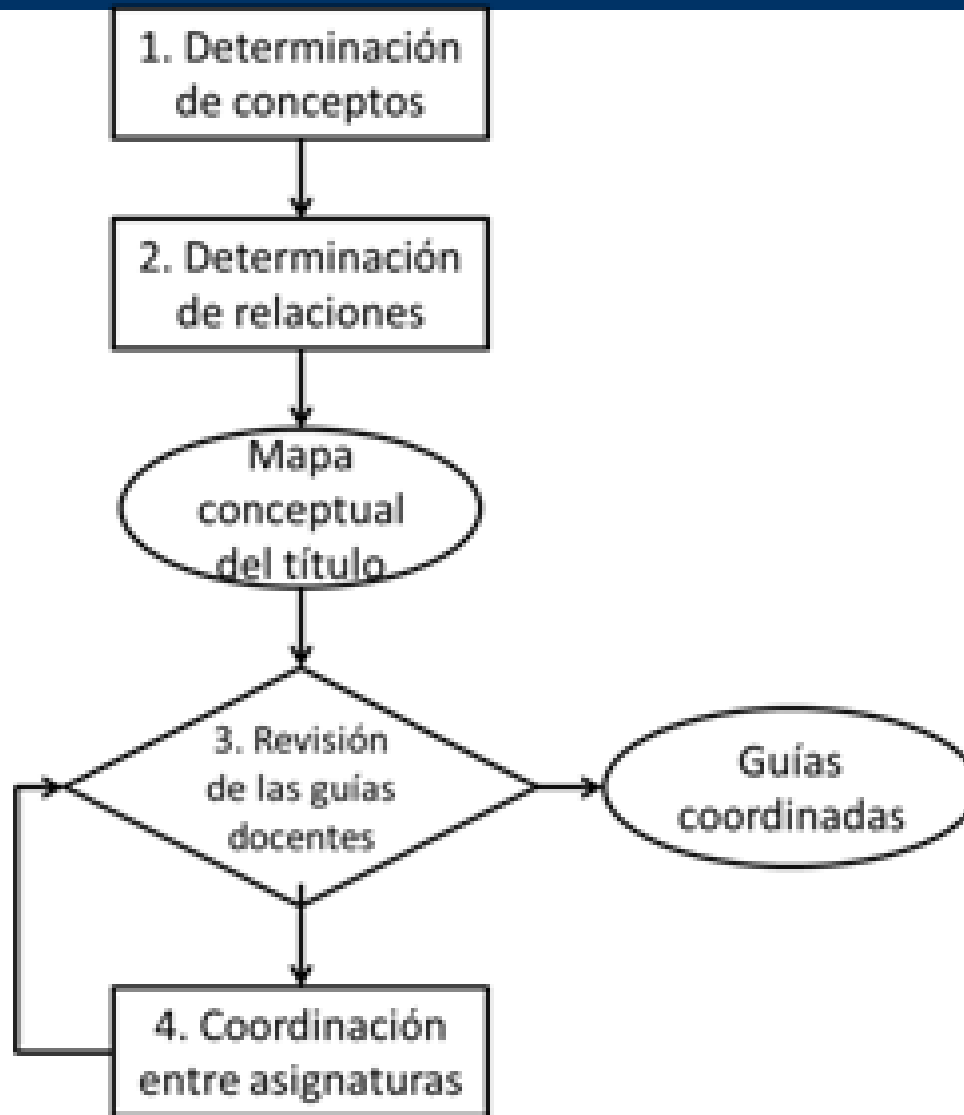 1. Determinación
de conceptos
2. Determinación
de relaciones
Mapa
conceptual
del título
3. Revisión
de las guías
docentes
Guías
coordinadas
4. Coordinación
entre asignaturas